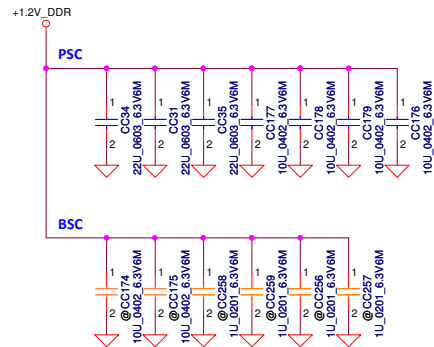 +1.2V_DDR
PSC
1
2
CC34
22U_0603_6.3V6M
1
2
CC31
22U_0603_6.3V6M
1
2
CC35
22U_0603_6.3V6M
1
2
CC177
10U_0402_6.3V6M
1
2
CC178
10U_0402_6.3V6M
1
2
CC179
10U_0402_6.3V6M
1
2
CC176
10U_0402_6.3V6M
BSC
1
2
@CC174
10U_0402_6.3V6M
1
2
@CC175
10U_0402_6.3V6M
1
2
@CC258
1U_0201_6.3V6M
1
2
@CC259
1U_0201_6.3V6M
1
2
@CC256
1U_0201_6.3V6M
1
2
@CC257
1U_0201_6.3V6M